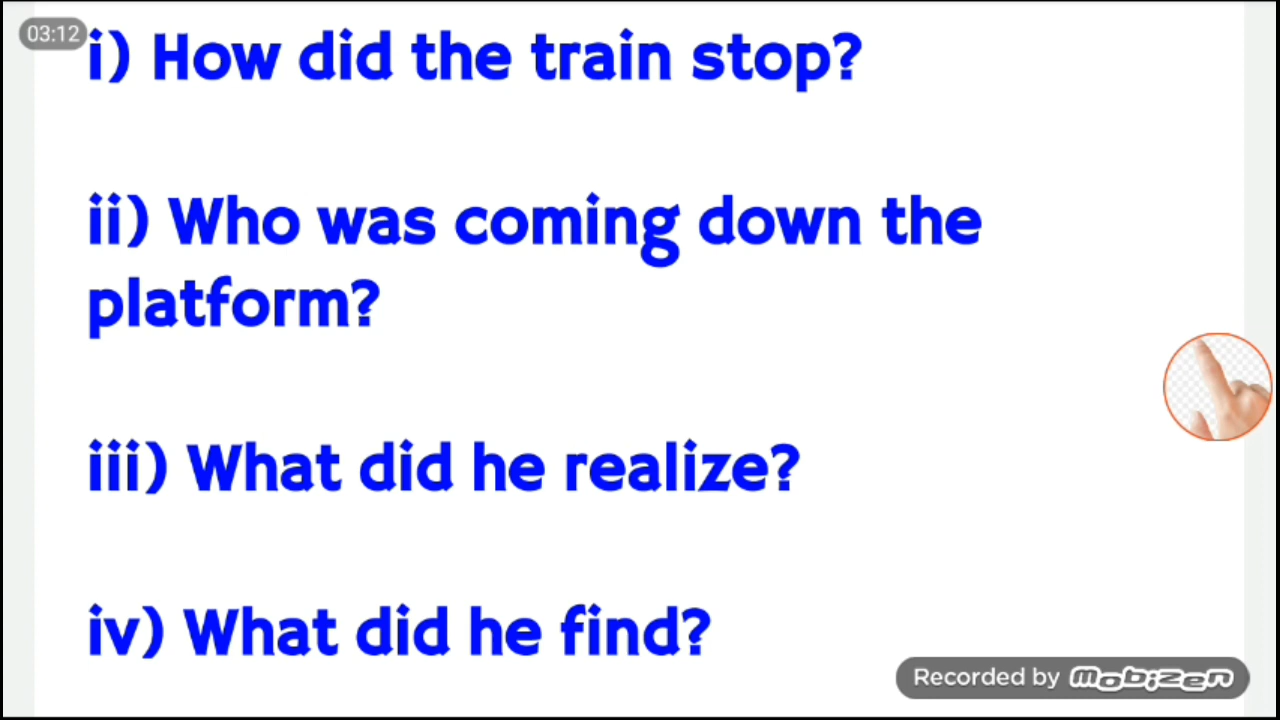 03:12
i) How did the train stop?
ii) Who was coming down the
platform?
iii) What did he realize?
iv) What did he find?
Recorded by Mobizen